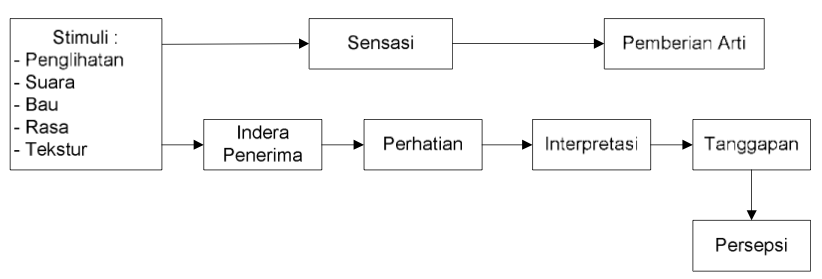 Stimuli :
- Penglihatan
- Suara
- Bau
- Rasa
- Tekstur
Sensasi
Pemberian Arti
Indera
Penerima
Perhatian
Interpretasi
Tanggapan
Persepsi